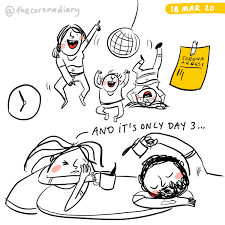 @thecoronadiary
18 MAR 20
CORONA
AND IT'S ONLY DAY 3...